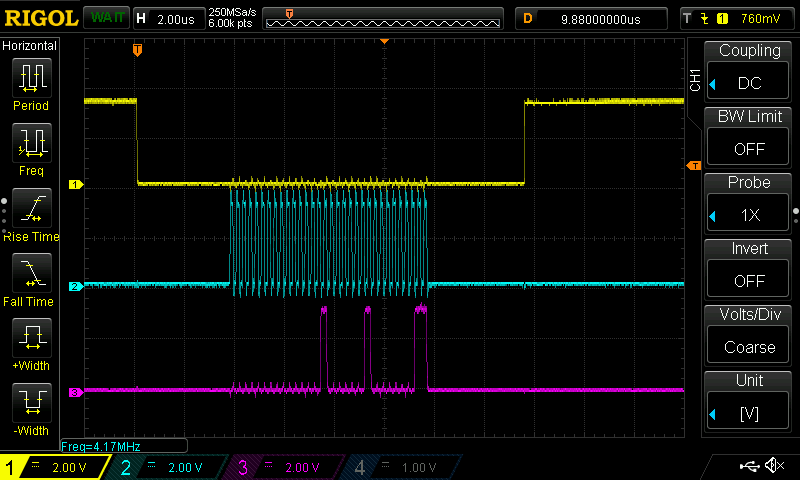 RIGOL WAIT H 2.00us 250MSa/s D 9.88000000us T 1 760mV
6.00k pts
T
Horizontal
Period
Freq
Rise Time
Fall Time
+Width
-Width
T
1
2
3
T
CH1
Coupling
DC
BW Limit
OFF
Probe
1X
Invert
OFF
Volts/Div
Coarse
Unit
[V]
Freq=4.17MHz
1 2.00 V 2 2.00 V 3 2.00 V 4 1.00 V